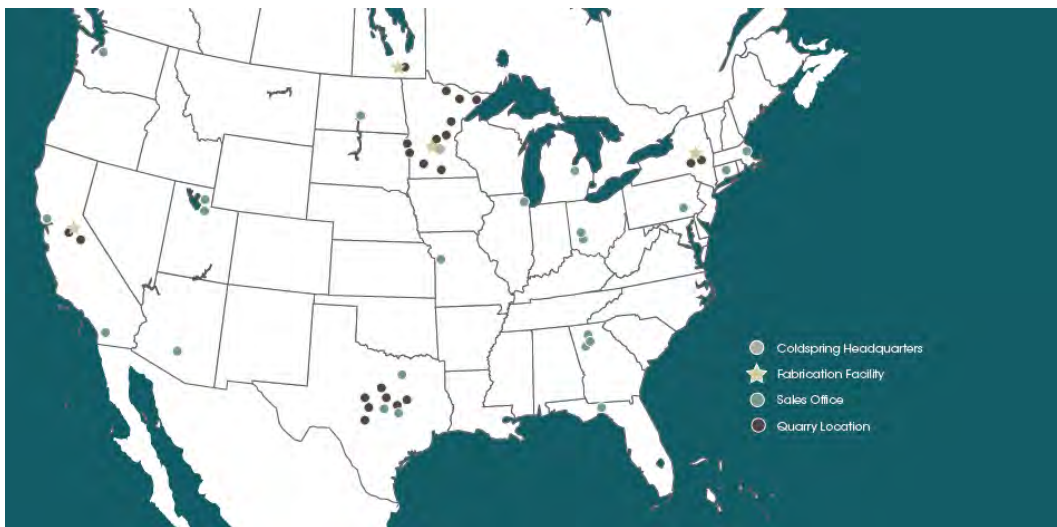 Coldspring Headquarters
Fabrication Facility
Sales Office
Quarry Location